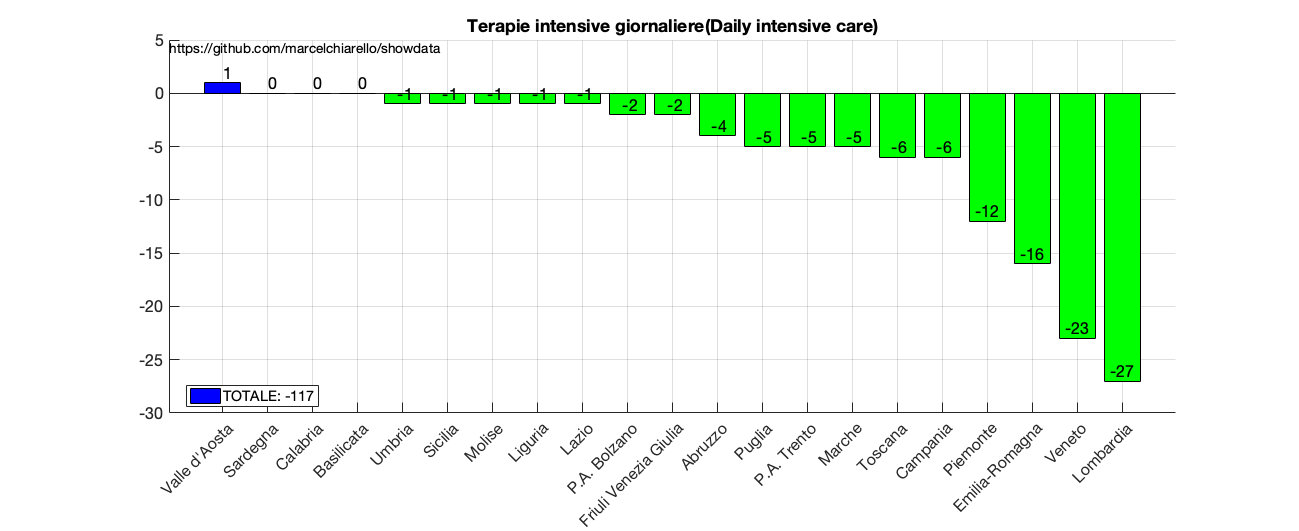 Terapie intensive giornaliere(Daily intensive care)
https://github.com/marcelchiarello/showdata
5
0
-5
-10
-15
-20
-25
-30
1
0
0
0
-1
-1
-1
-1
-1
-2
-2
-4
-5
-5
-5
-6
-6
-12
-16
-23
-27
TOTALE: -117
Valle d'Aosta
Sardegna
Calabria
Basilicata
Umbria
Sicilia
Molise
Liguria
Lazio
P.A. Bolzano
Friuli Venezia Giulia
Abruzzo
Puglia
P.A. Trento
Marche
Toscana
Campania
Piemonte
Emilia-Romagna
Veneto
Lombardia